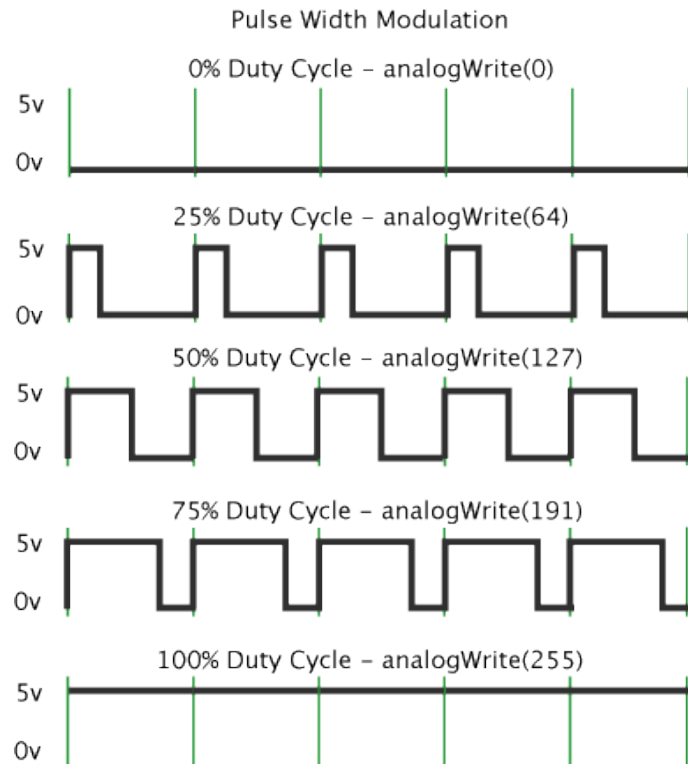 Pulse Width Modulation
0% Duty Cycle – analogWrite(0)
5v
0v
25% Duty Cycle – analogWrite(64)
5v
0v
50% Duty Cycle – analogWrite(127)
5v
0v
75% Duty Cycle – analogWrite(191)
5v
0v
100% Duty Cycle – analogWrite(255)
5v
0v